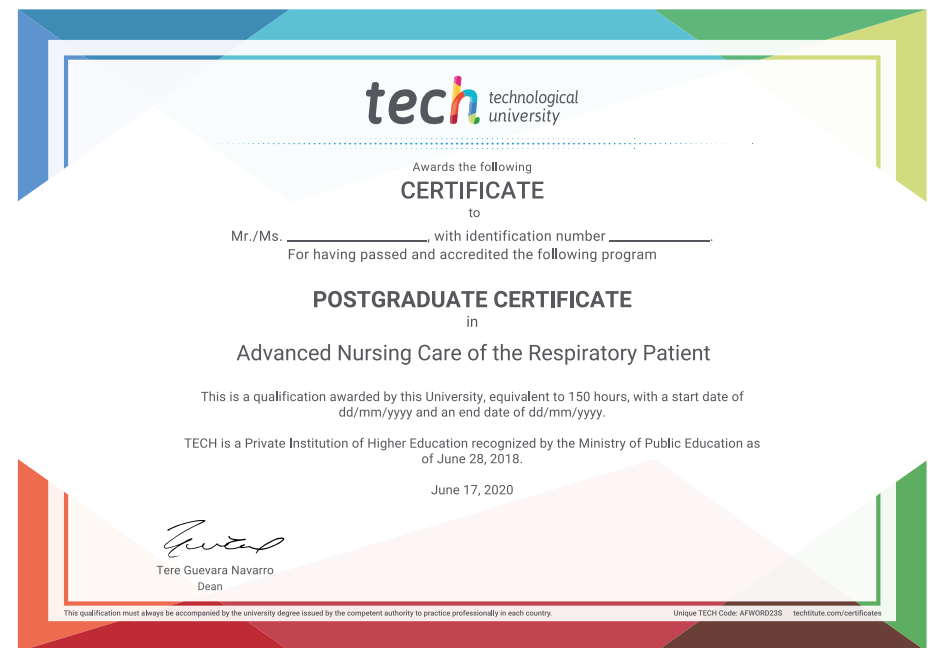 tech technological
university
Awards the following
CERTIFICATE
to
Mr./Ms. ____________________, with identification number ______________.
For having passed and accredited the following program
POSTGRADUATE CERTIFICATE
in
Advanced Nursing Care of the Respiratory Patient
This is a qualification awarded by this University, equivalent to 150 hours, with a start date of
dd/mm/yyyy and an end date of dd/mm/yyyy.
TECH is a Private Institution of Higher Education recognized by the Ministry of Public Education as
of June 28, 2018.
June 17, 2020
Tere Guevara Navarro
Dean
This qualification must always be accompanied by the university degree issued by the competent authority to practice professionally in each country. Unique TECH Code: AFWORD23S techtitute.com/certificates